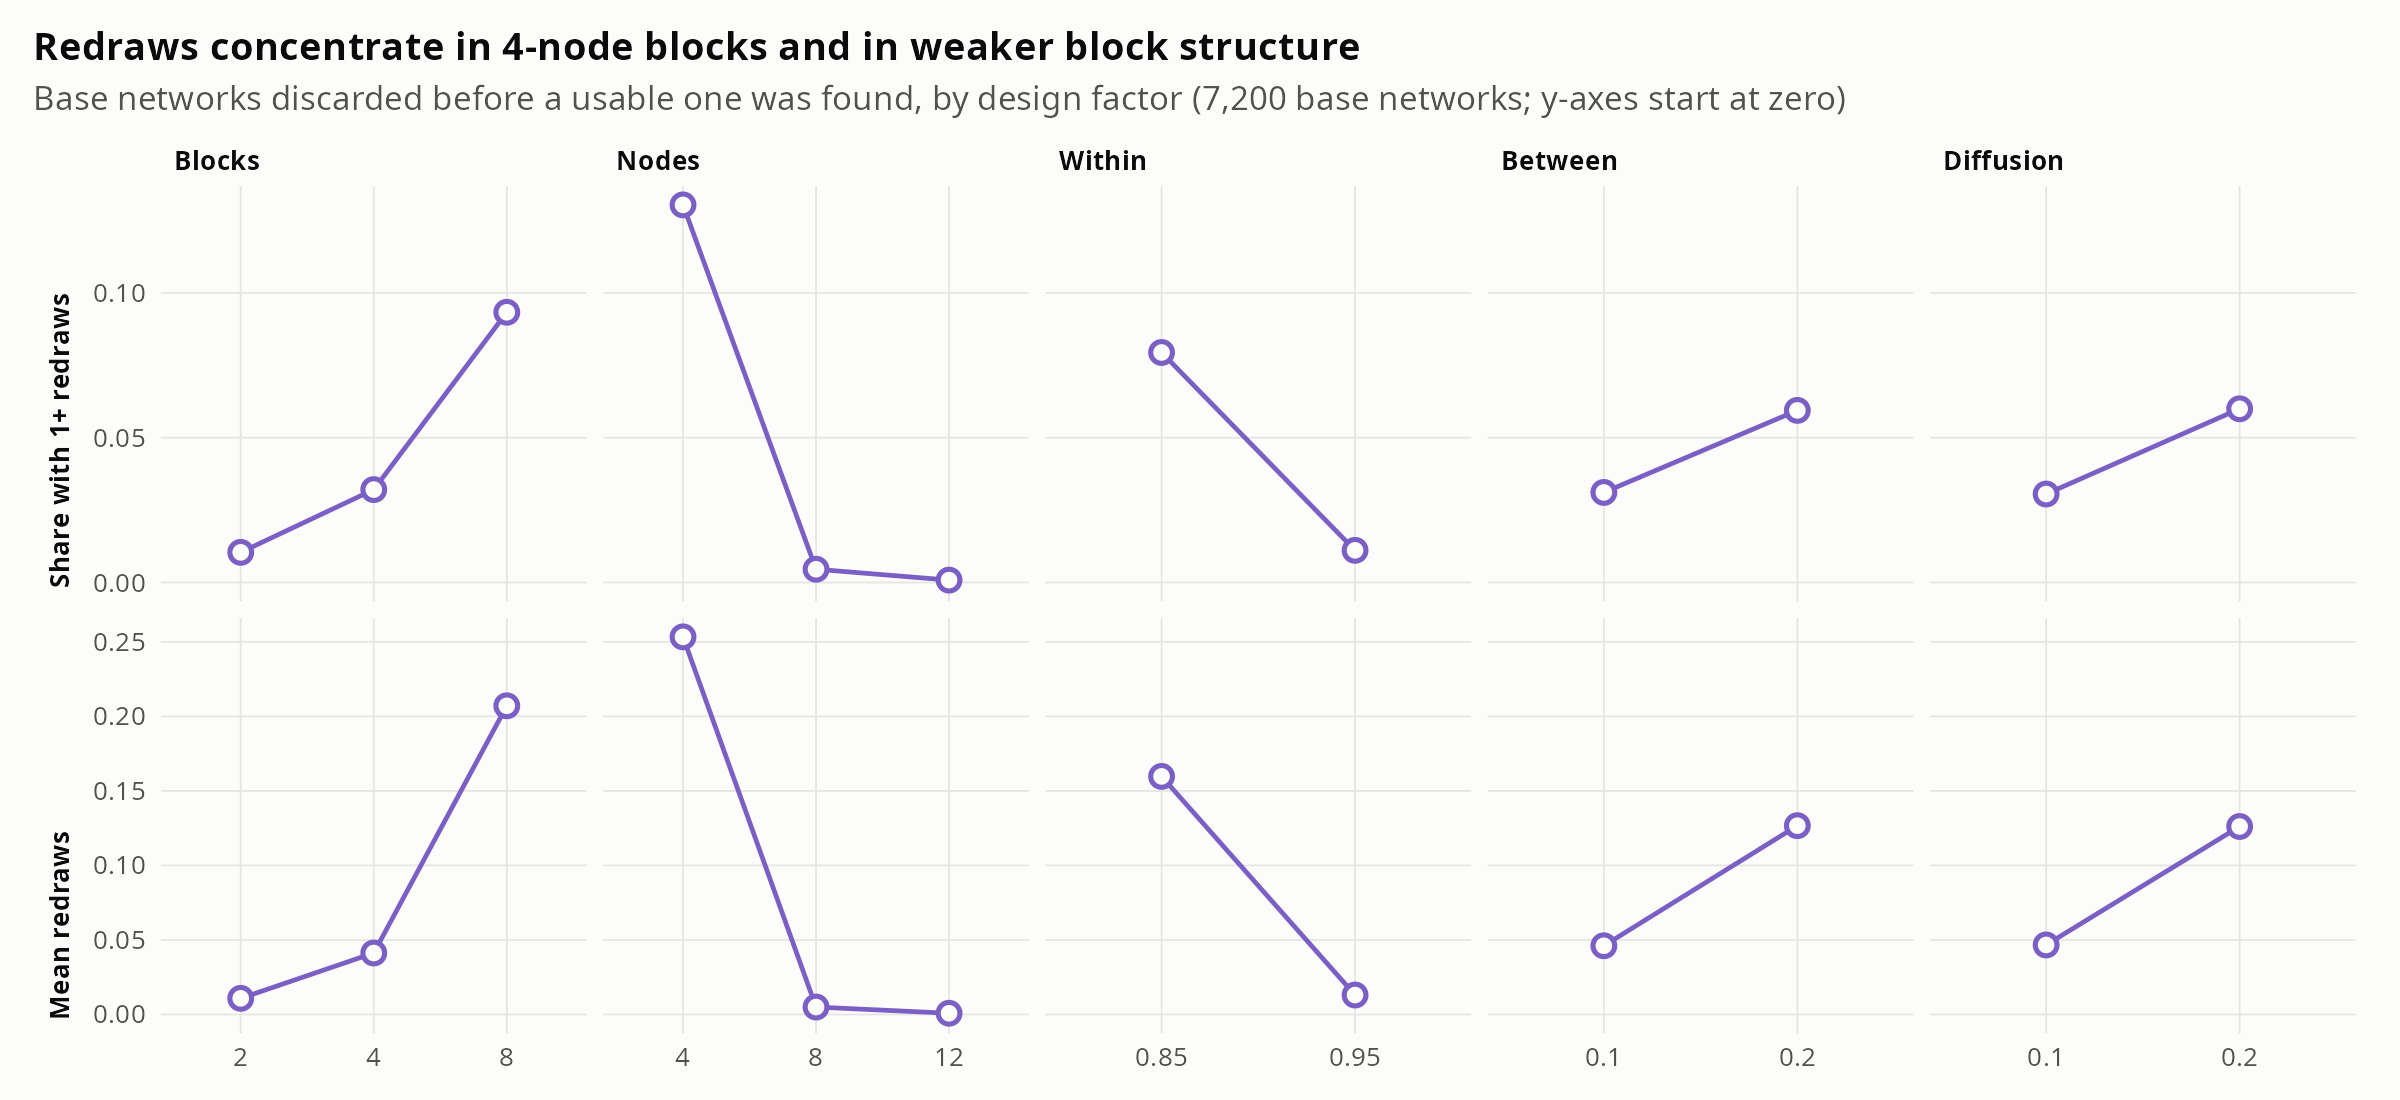 Redraws concentrate in 4-node blocks and in weaker block structure
Base networks discarded before a usable one was found, by design factor (7,200 base networks; y-axes start at zero)
Blocks
Nodes
Within
Between
Diffusion
Share with 1+ redraws
0.10
0.05
0.00
Mean redraws
0.25
0.20
0.15
0.10
0.05
0.00
2 4 8
4 8 12
0.85 0.95
0.1 0.2
0.1 0.2